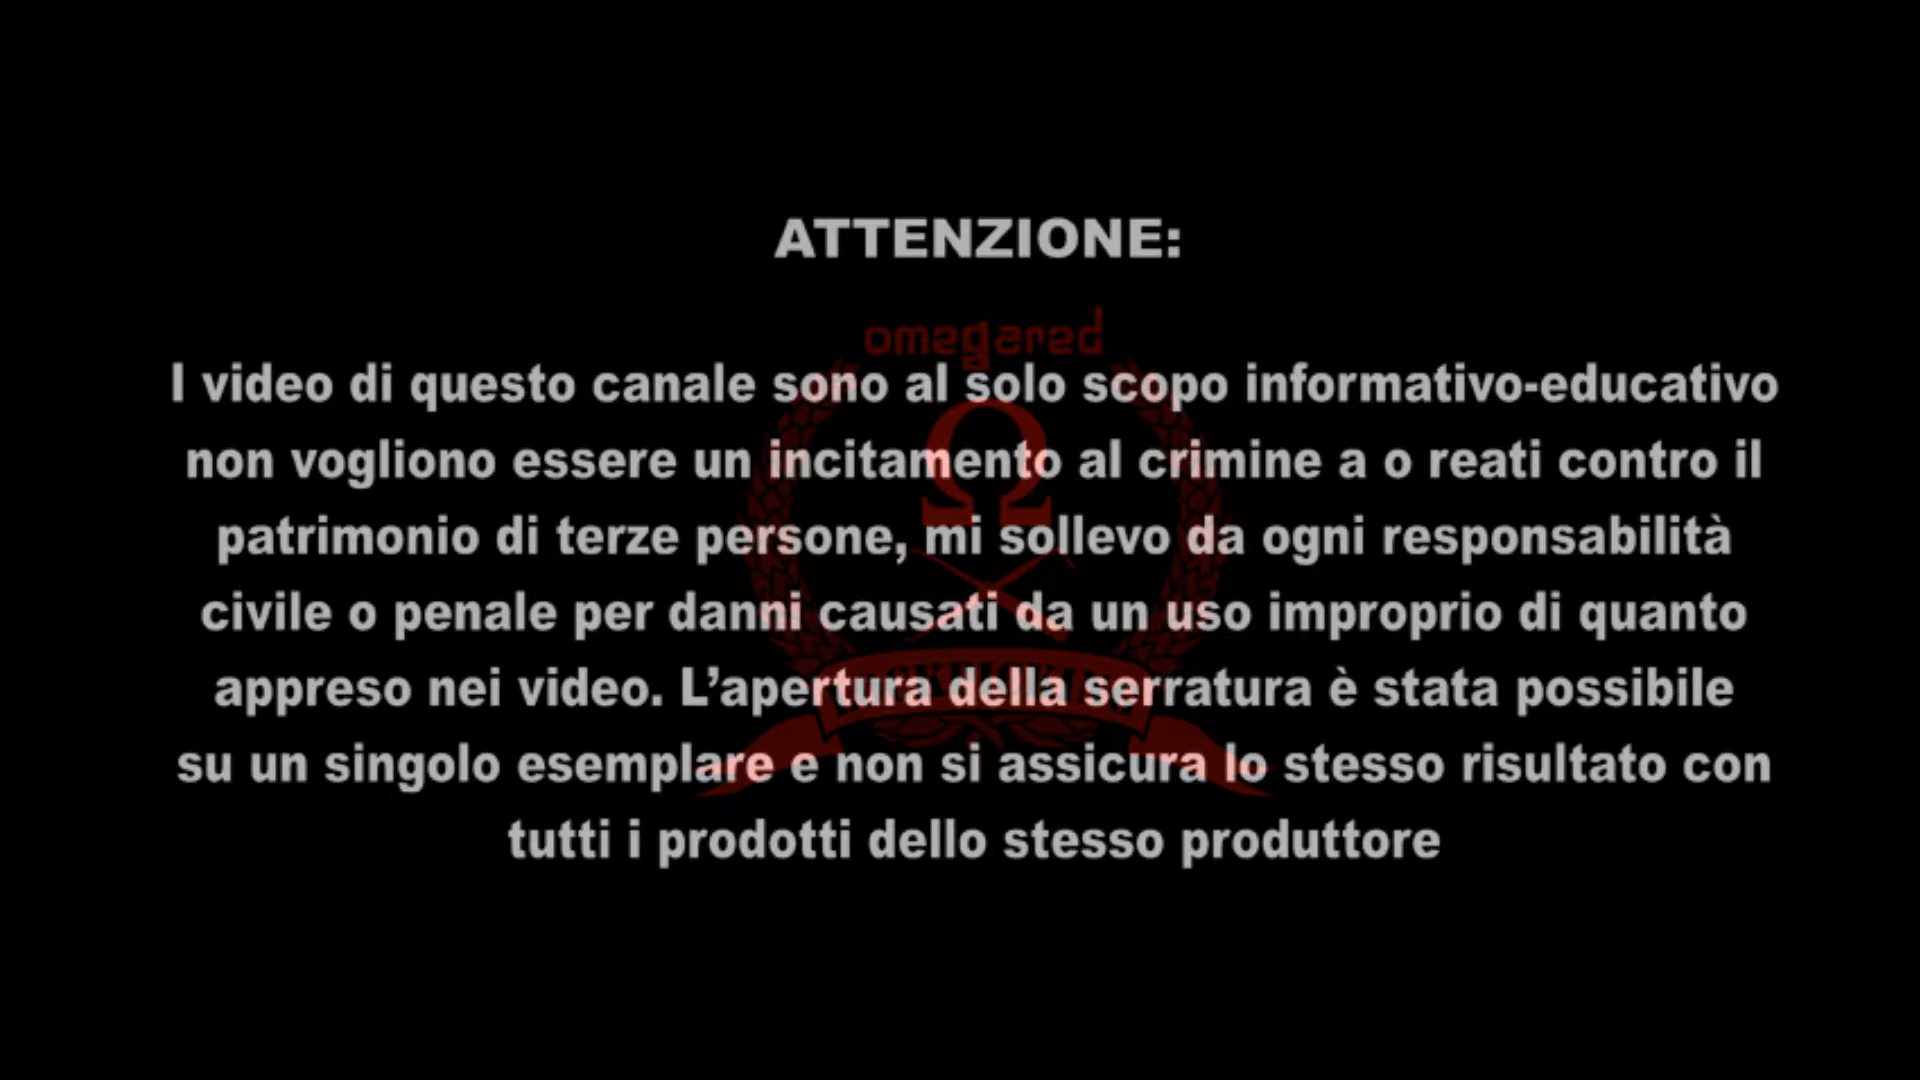 ATTENZIONE:
omegared
I video di questo canale sono al solo scopo informativo-educativo
non vogliono essere un incitamento al crimine a o reati contro il
patrimonio di terze persone, mi sollevo da ogni responsabilità
civile o penale per danni causati da un uso improprio di quanto
appreso nei video. L’apertura della serratura è stata possibile
su un singolo esemplare e non si assicura lo stesso risultato con
tutti i prodotti dello stesso produttore
Ω